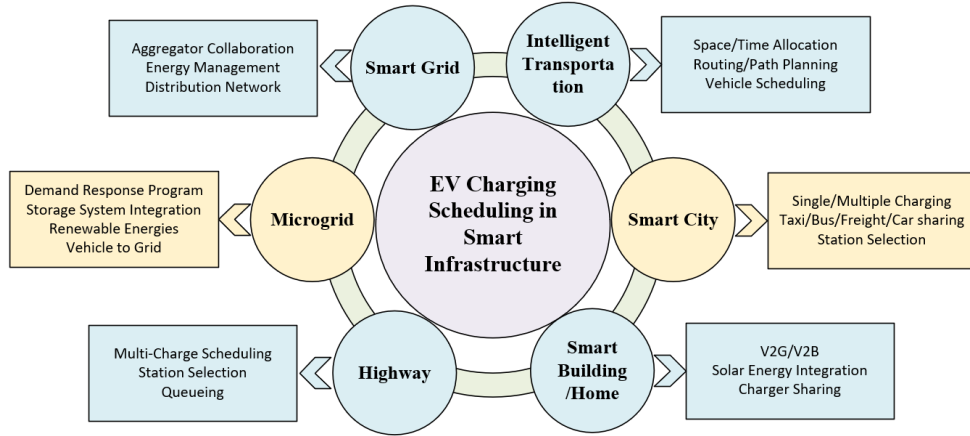 Aggregator Collaboration
Energy Management
Distribution Network
Smart Grid
Intelligent
Transporta
tion
Space/Time Allocation
Routing/Path Planning
Vehicle Scheduling
Demand Response Program
Storage System Integration
Renewable Energies
Vehicle to Grid
Microgrid
EV Charging
Scheduling in
Smart
Infrastructure
Smart City
Single/Multiple Charging
Taxi/Bus/Freight/Car sharing
Station Selection
Multi-Charge Scheduling
Station Selection
Queueing
Highway
Smart
Building
/Home
V2G/V2B
Solar Energy Integration
Charger Sharing